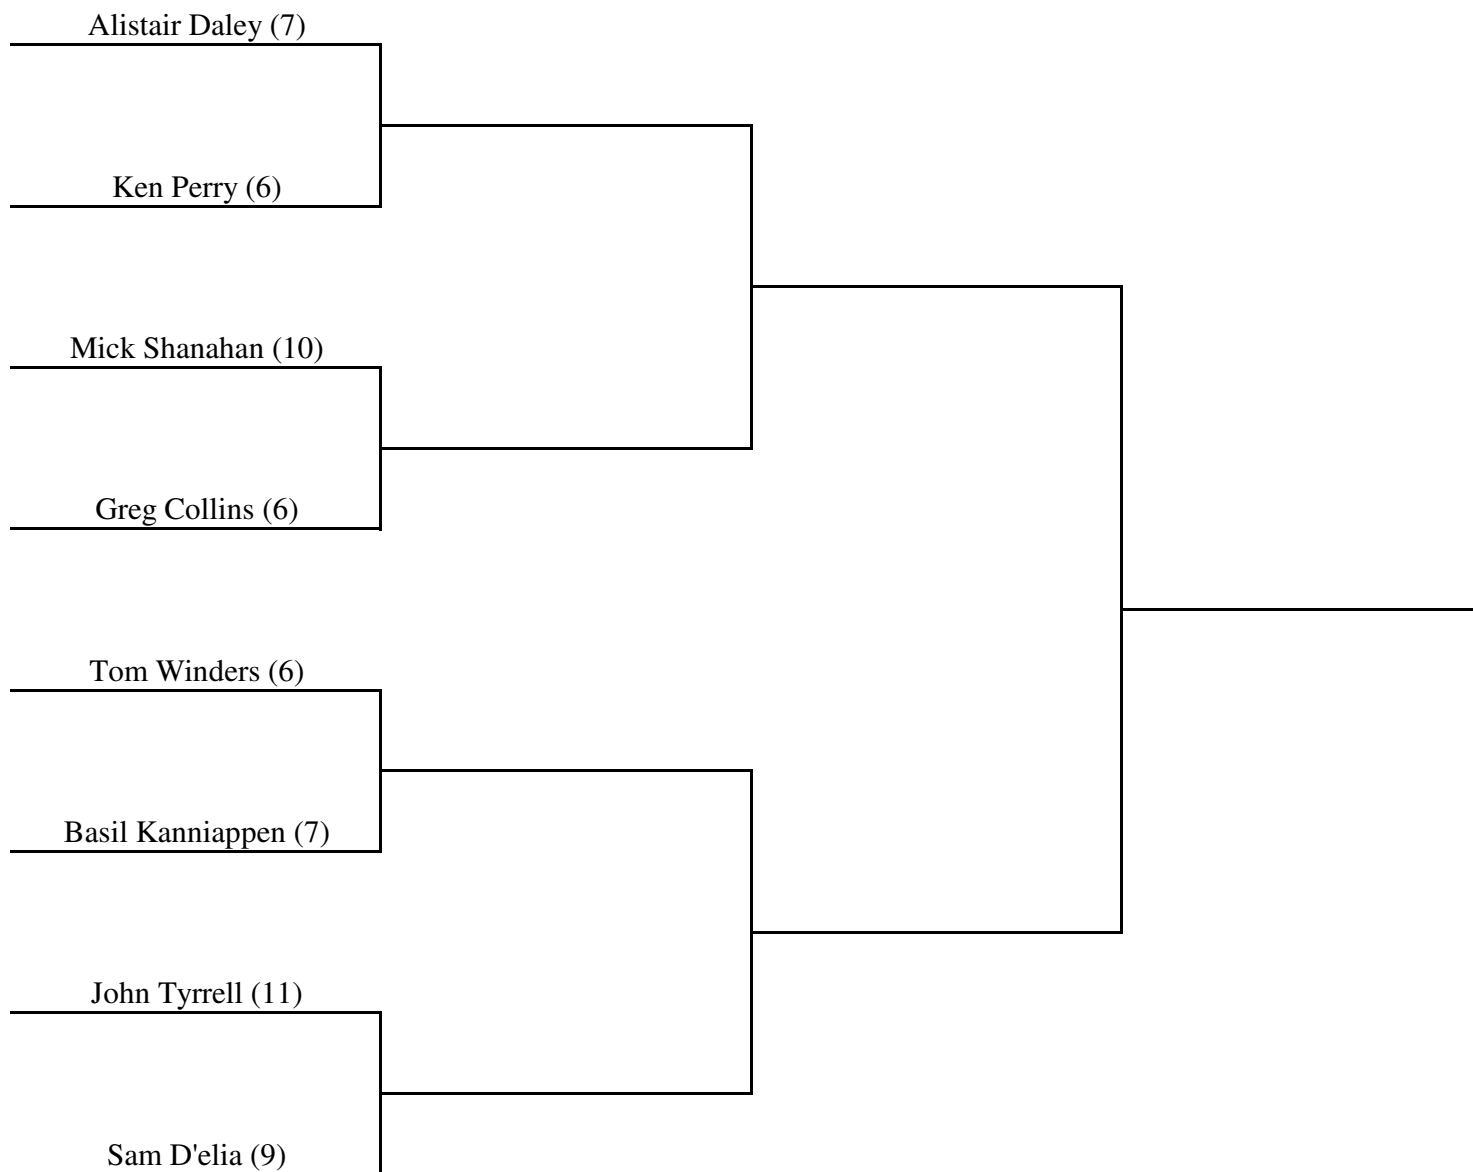 Alistair Daley (7)
Ken Perry (6)
Mick Shanahan (10)
Greg Collins (6)
Tom Winders (6)
Basil Kanniappen (7)
John Tyrrell (11)
Sam D'elia (9)